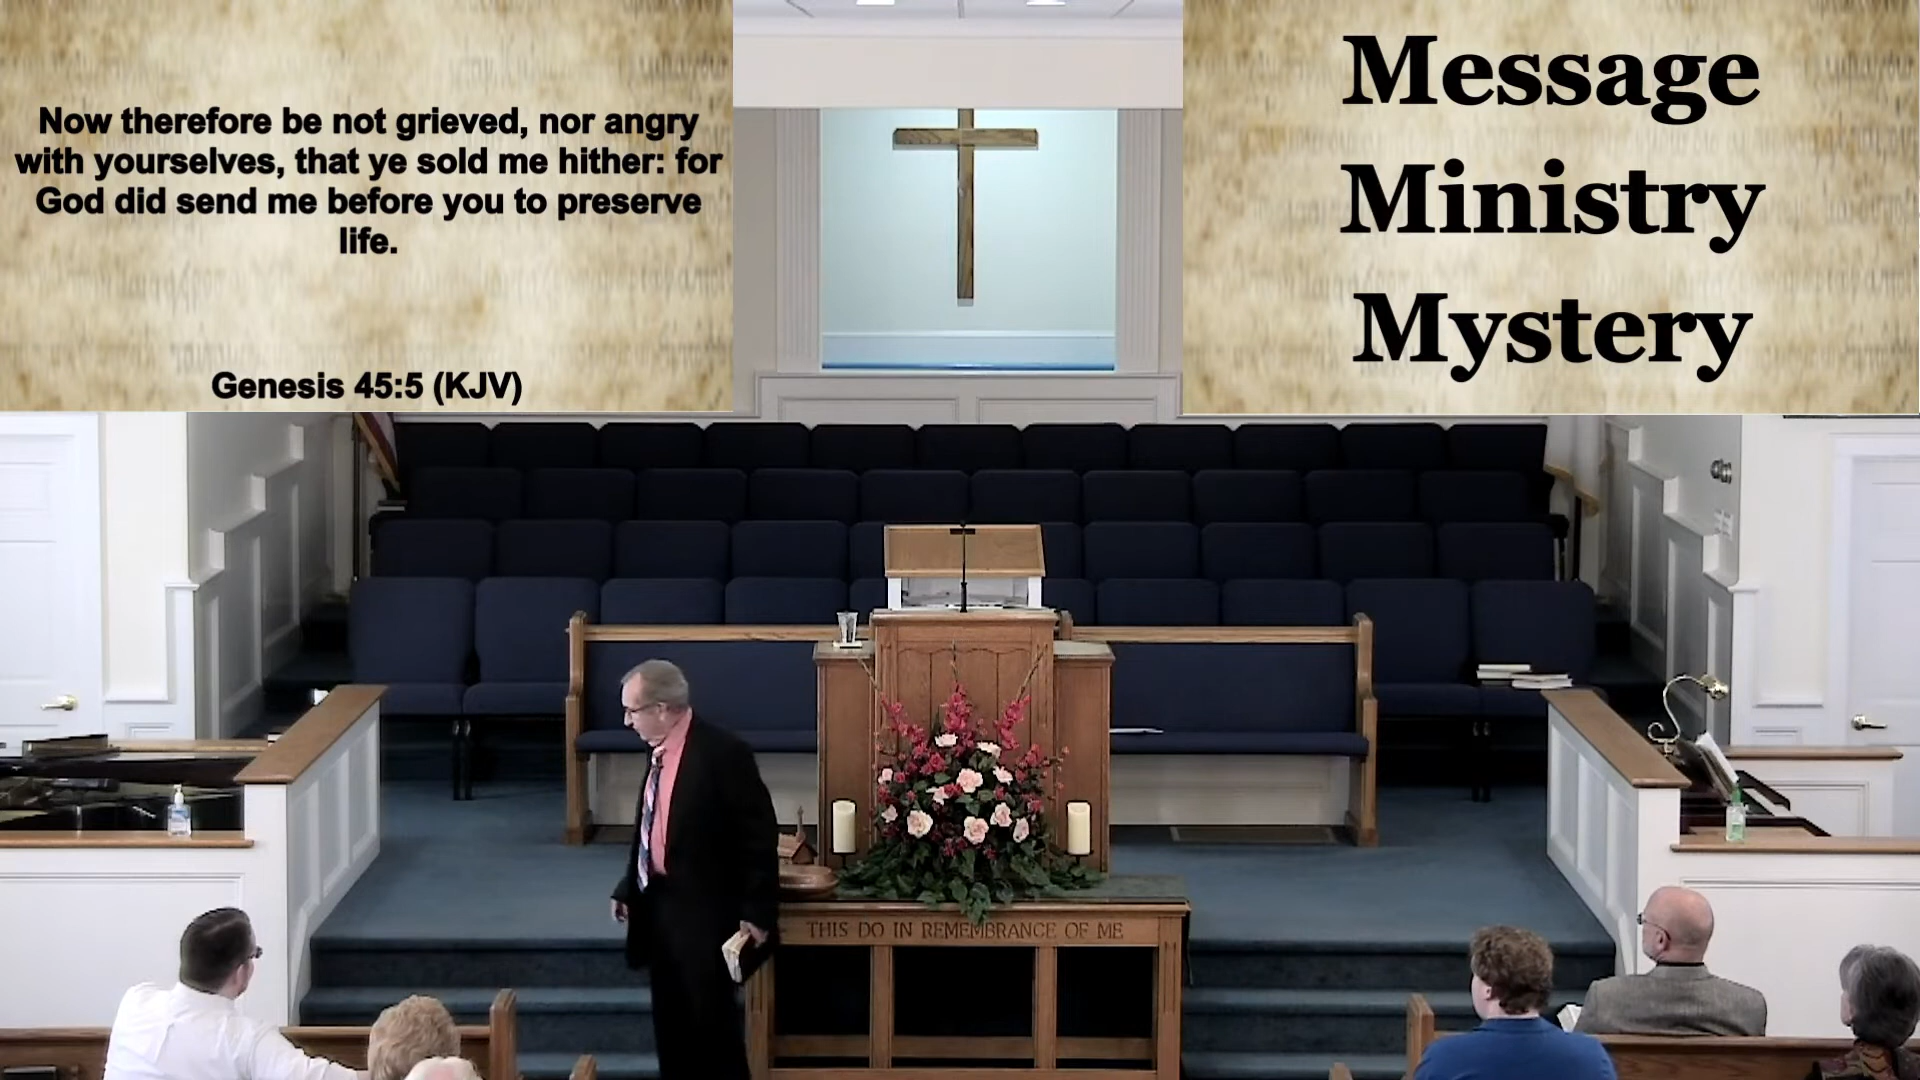 Now therefore be not grieved, nor angry
with yourselves, that ye sold me hither: for
God did send me before you to preserve
life.
Genesis 45:5 (KJV)
Message
Ministry
Mystery
THIS DO IN REMEMBRANCE OF ME